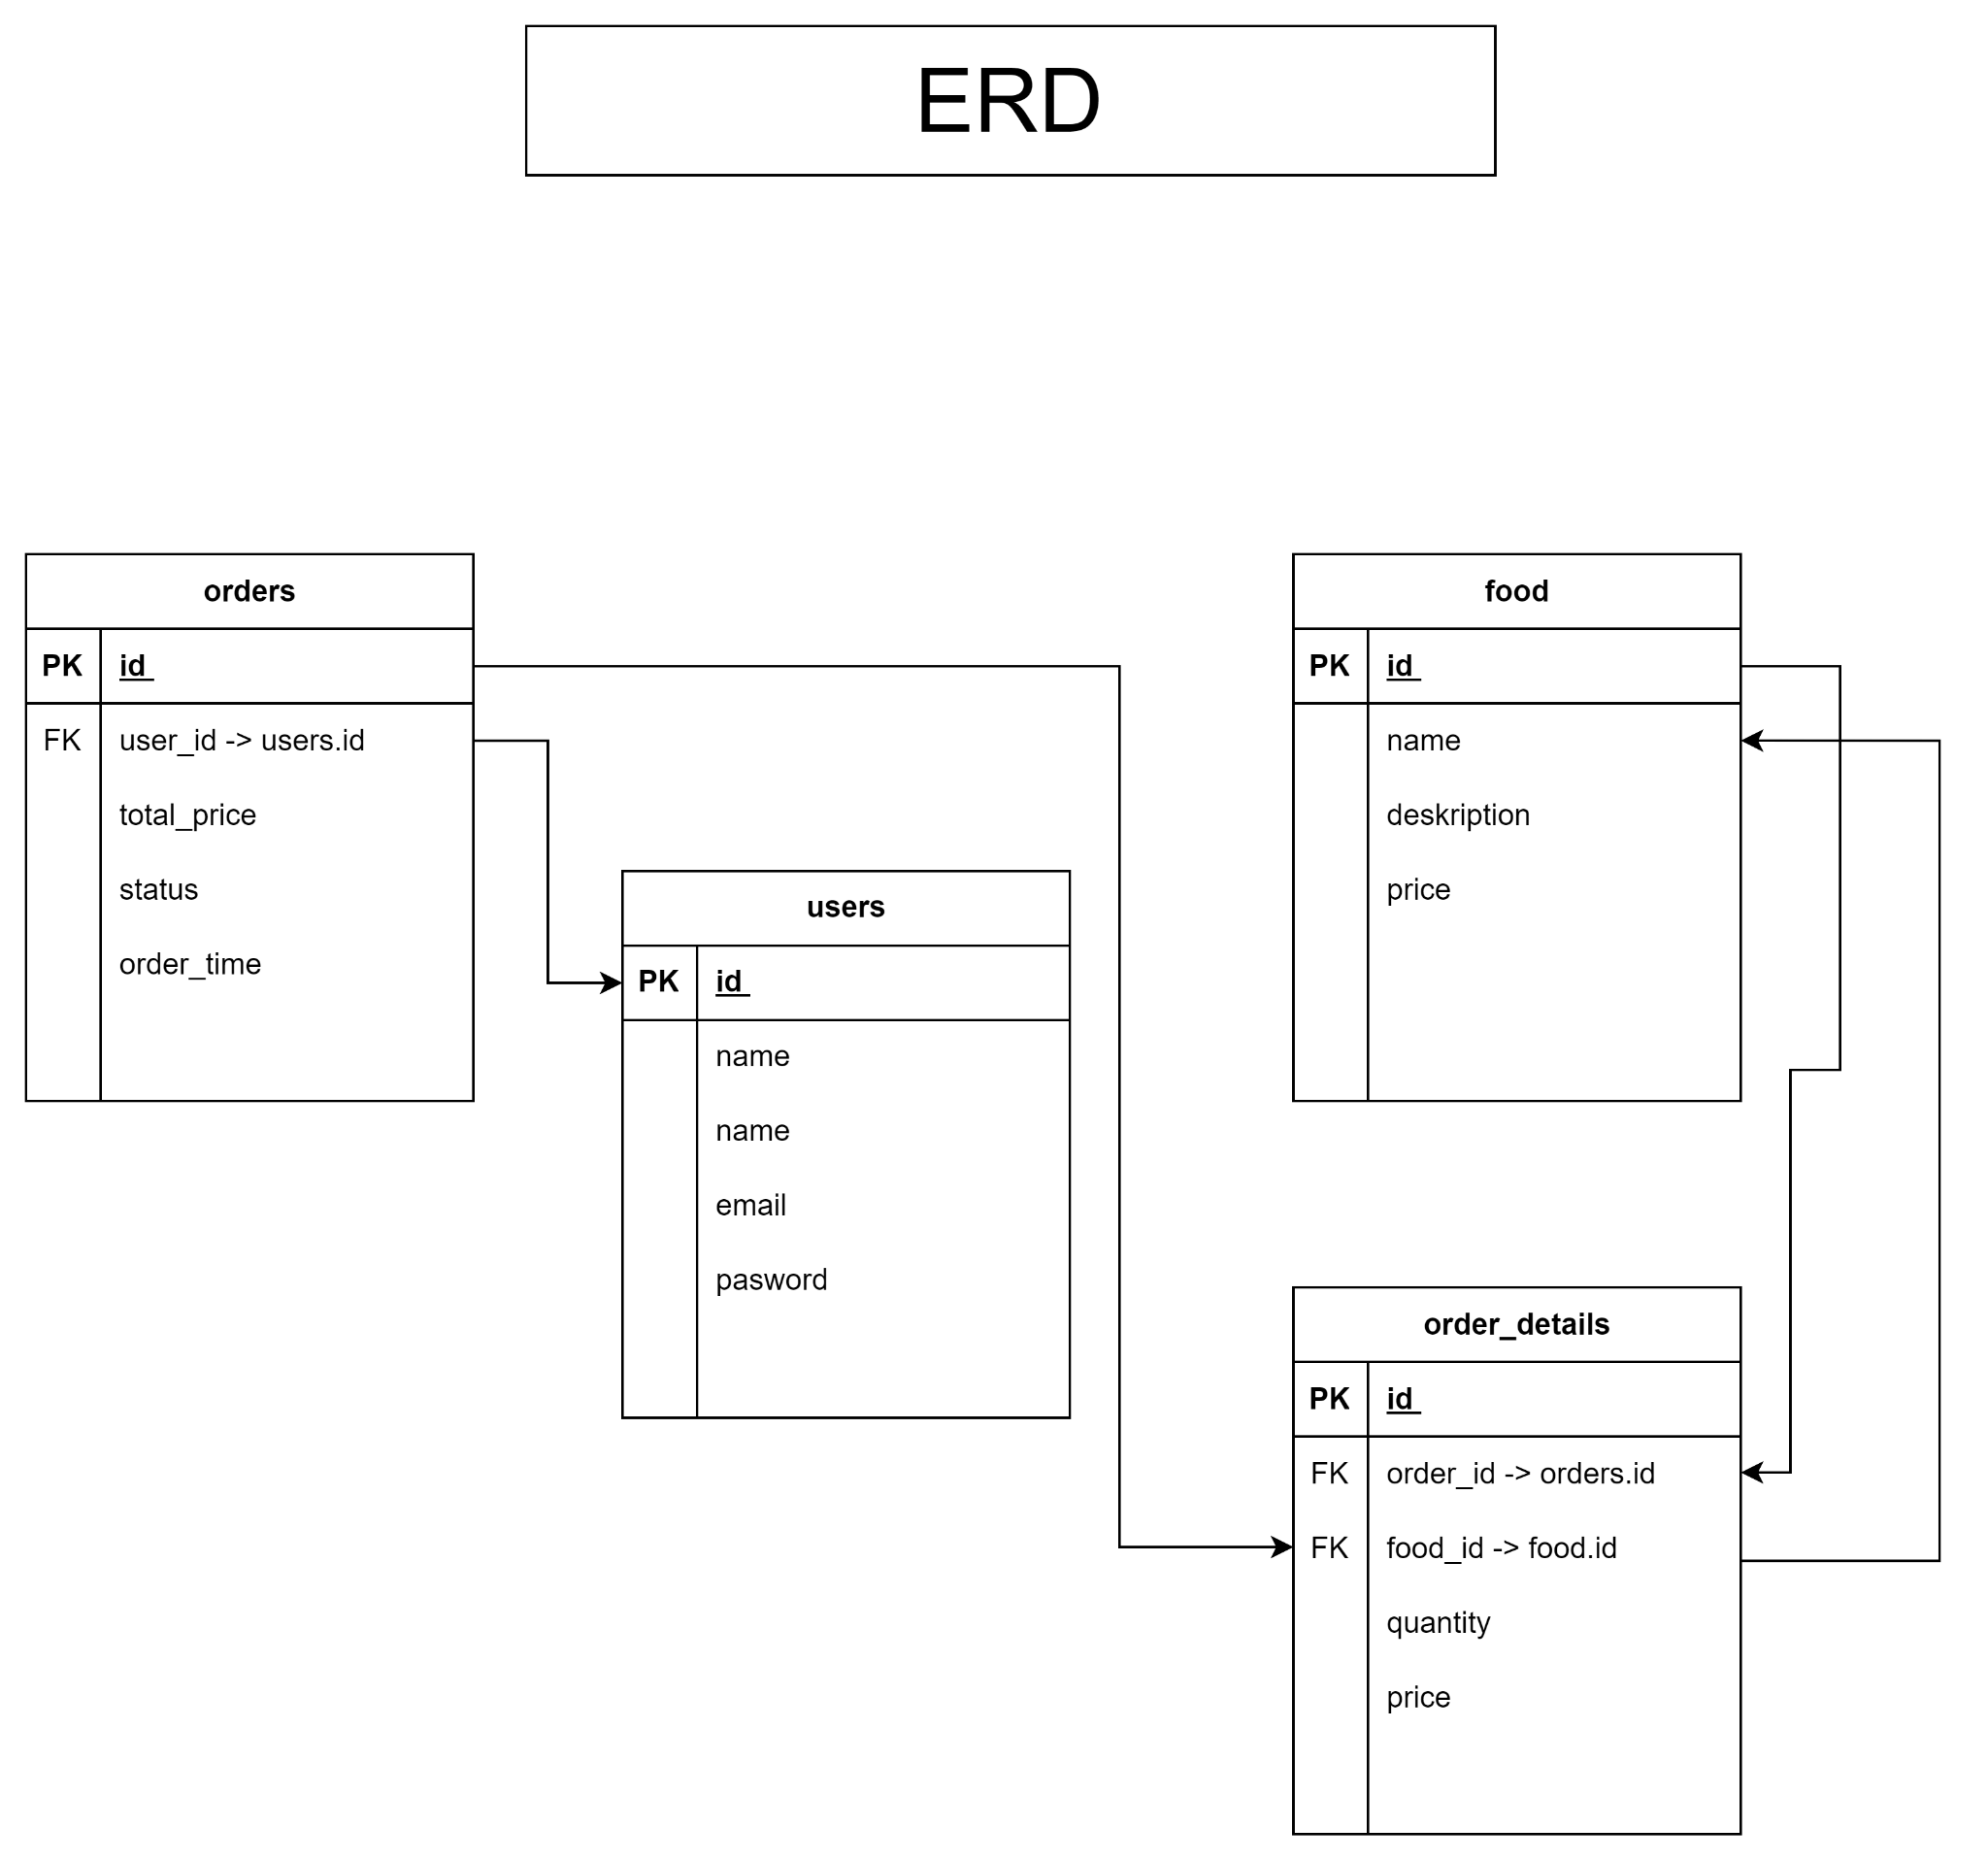 ERD
orders
PK id
FK user_id -> users.id
total_price
status
order_time
users
PK id
name
name
email
pasword
food
PK id
name
deskription
price
order_details
PK id
FK order_id -> orders.id
FK food_id -> food.id
quantity
price